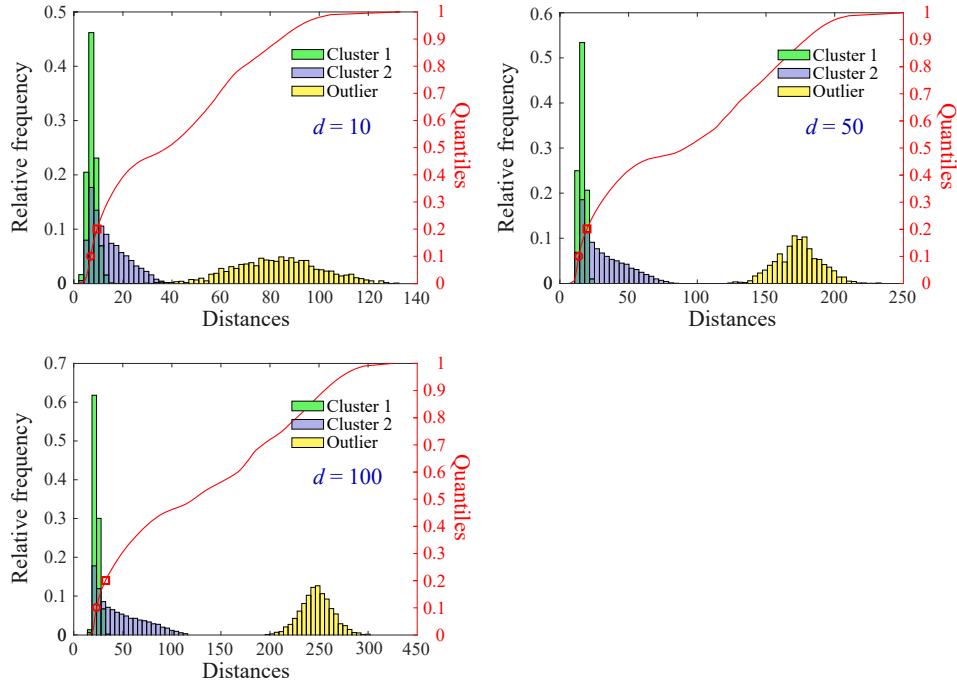 0.5
0.4
0.3
0.2
0.1
0
Relative frequency
Cluster 1
Cluster 2
Outlier
d = 10
1
0.9
0.8
0.7
0.6
0.5
0.4
0.3
0.2
0.1
0
Quantiles
0 20 40 60 80 100 120 140
Distances
0.6
0.5
0.4
0.3
0.2
0.1
0
Relative frequency
Cluster 1
Cluster 2
Outlier
d = 50
1
0.9
0.8
0.7
0.6
0.5
0.4
0.3
0.2
0.1
0
Quantiles
0 50 100 150 200 250
Distances
0.7
0.6
0.5
0.4
0.3
0.2
0.1
0
Relative frequency
Cluster 1
Cluster 2
Outlier
d = 100
1
0.9
0.8
0.7
0.6
0.5
0.4
0.3
0.2
0.1
0
Quantiles
0 50 100 150 200 250 300 450
Distances